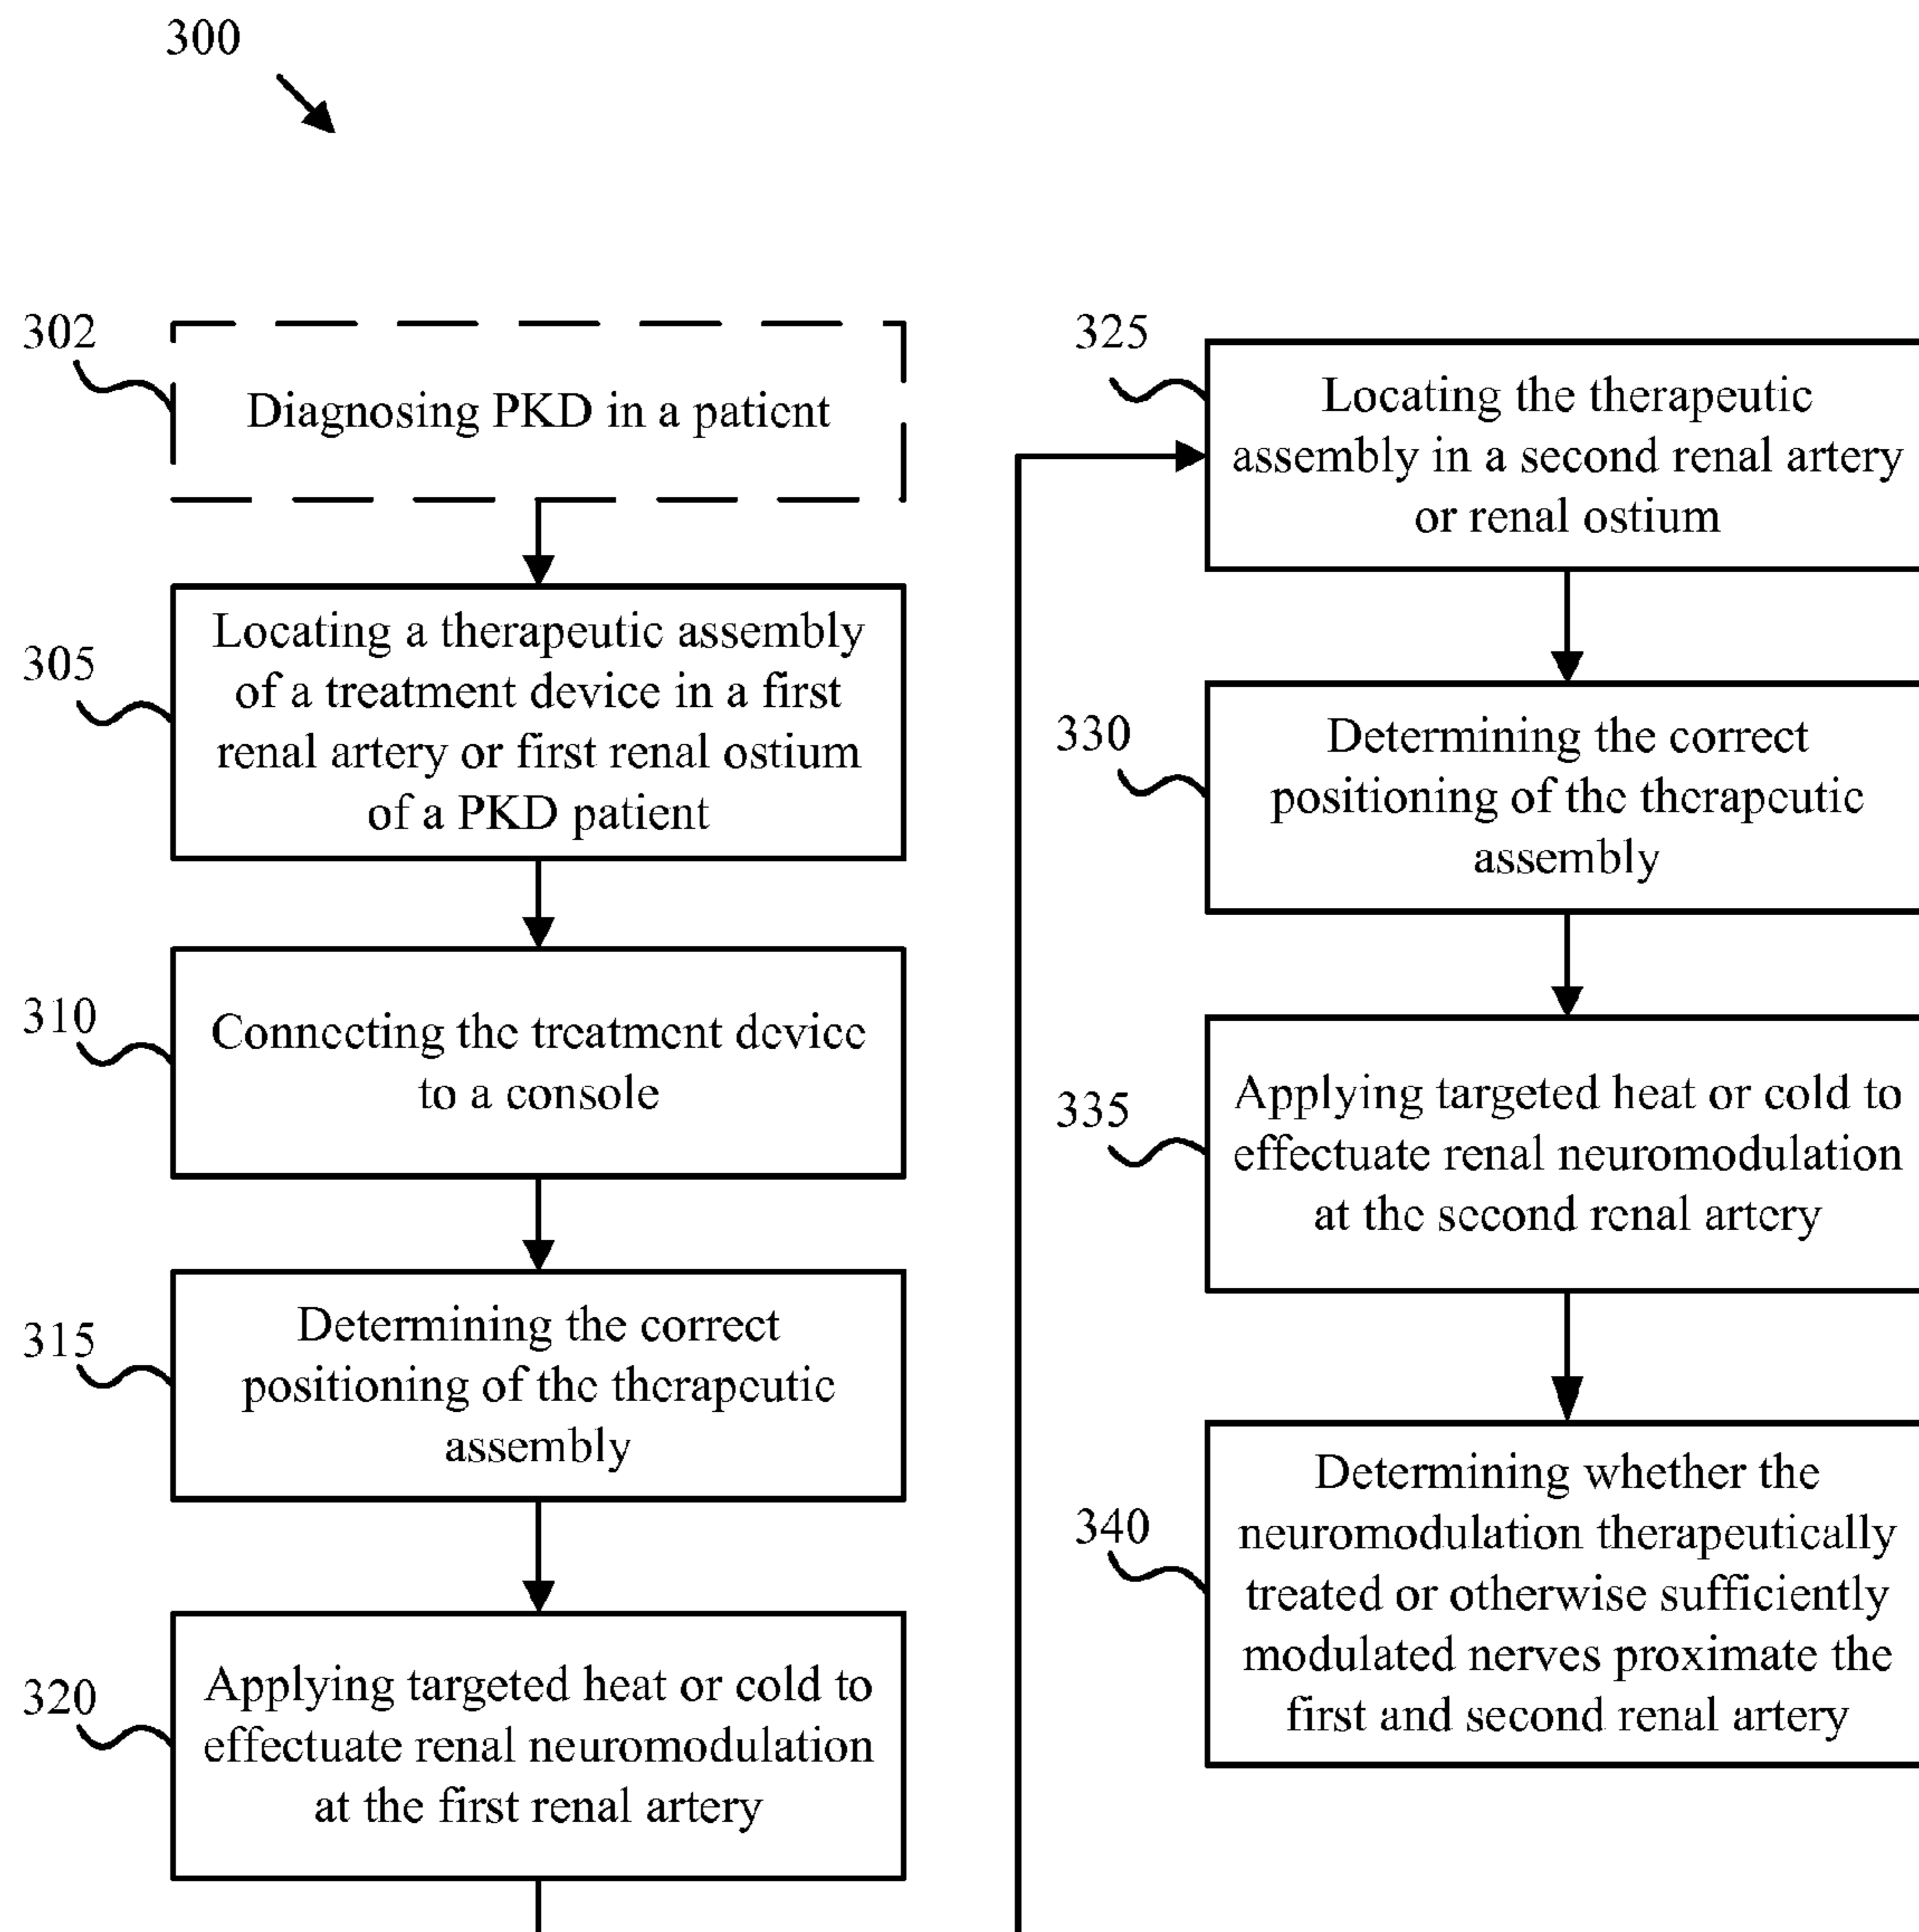 300
302
Diagnosing PKD in a patient
305
Locating a therapeutic assembly
of a treatment device in a first
renal artery or first renal ostium
of a PKD patient
310
Connecting the treatment device
to a console
315
Determining the correct
positioning of the therapeutic
assembly
320
Applying targeted heat or cold to
effectuate renal neuromodulation
at the first renal artery
325
Locating the therapeutic
assembly in a second renal artery
or renal ostium
330
Determining the correct
positioning of the therapeutic
assembly
335
Applying targeted heat or cold to
effectuate renal neuromodulation
at the second renal artery
340
Determining whether the
neuromodulation therapeutically
treated or otherwise sufficiently
modulated nerves proximate the
first and second renal artery